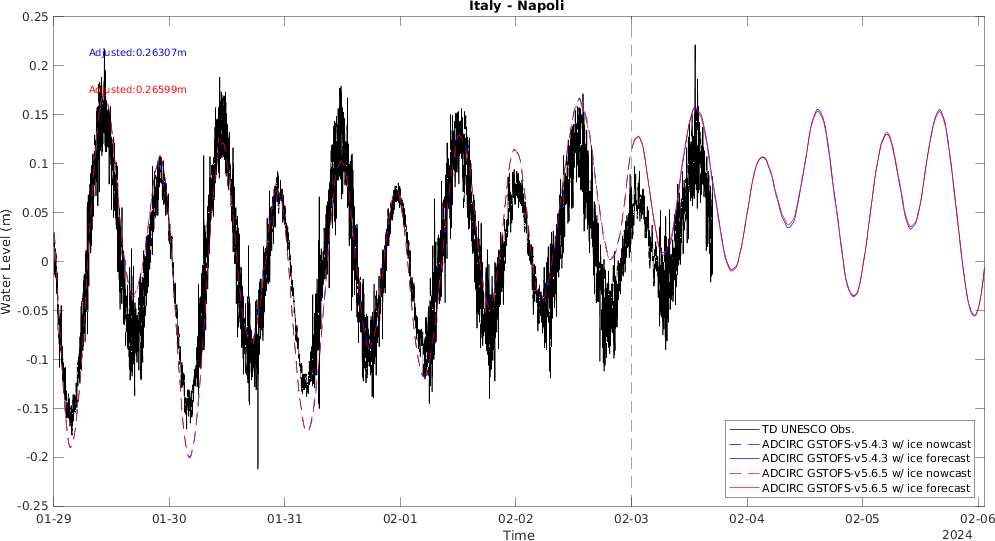 Italy - Napoli
0.25
0.2
0.15
0.1
0.05
0
-0.05
-0.1
-0.15
-0.2
-0.25
Water Level (m)
Adjusted:0.26307m
Adjusted:0.26599m
TD UNESCO Obs.
ADCIRC GSTOFS-v5.4.3 w/ ice nowcast
ADCIRC GSTOFS-v5.4.3 w/ ice forecast
ADCIRC GSTOFS-v5.6.5 w/ ice nowcast
ADCIRC GSTOFS-v5.6.5 w/ ice forecast
01-29 01-30 01-31 02-01 02-02 02-03 02-04 02-05 02-06
Time
2024